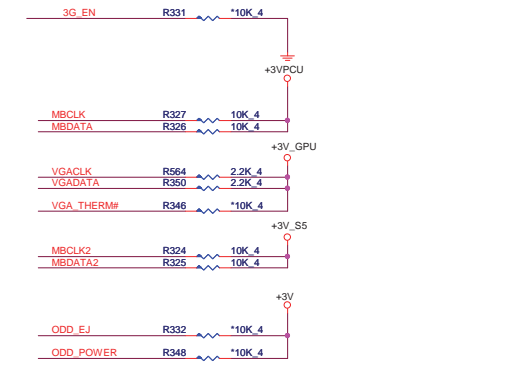 3G_EN R331 *10K_4
+3VPCU
MBCLK R327 10K_4
MBDATA R326 10K_4
+3V_GPU
VGACLK R564 2.2K_4
VGADATA R350 2.2K_4
VGA_THERM# R346 *10K_4
+3V_S5
MBCLK2 R324 10K_4
MBDATA2 R325 10K_4
+3V
ODD_EJ R332 *10K_4
ODD_POWER R348 *10K_4